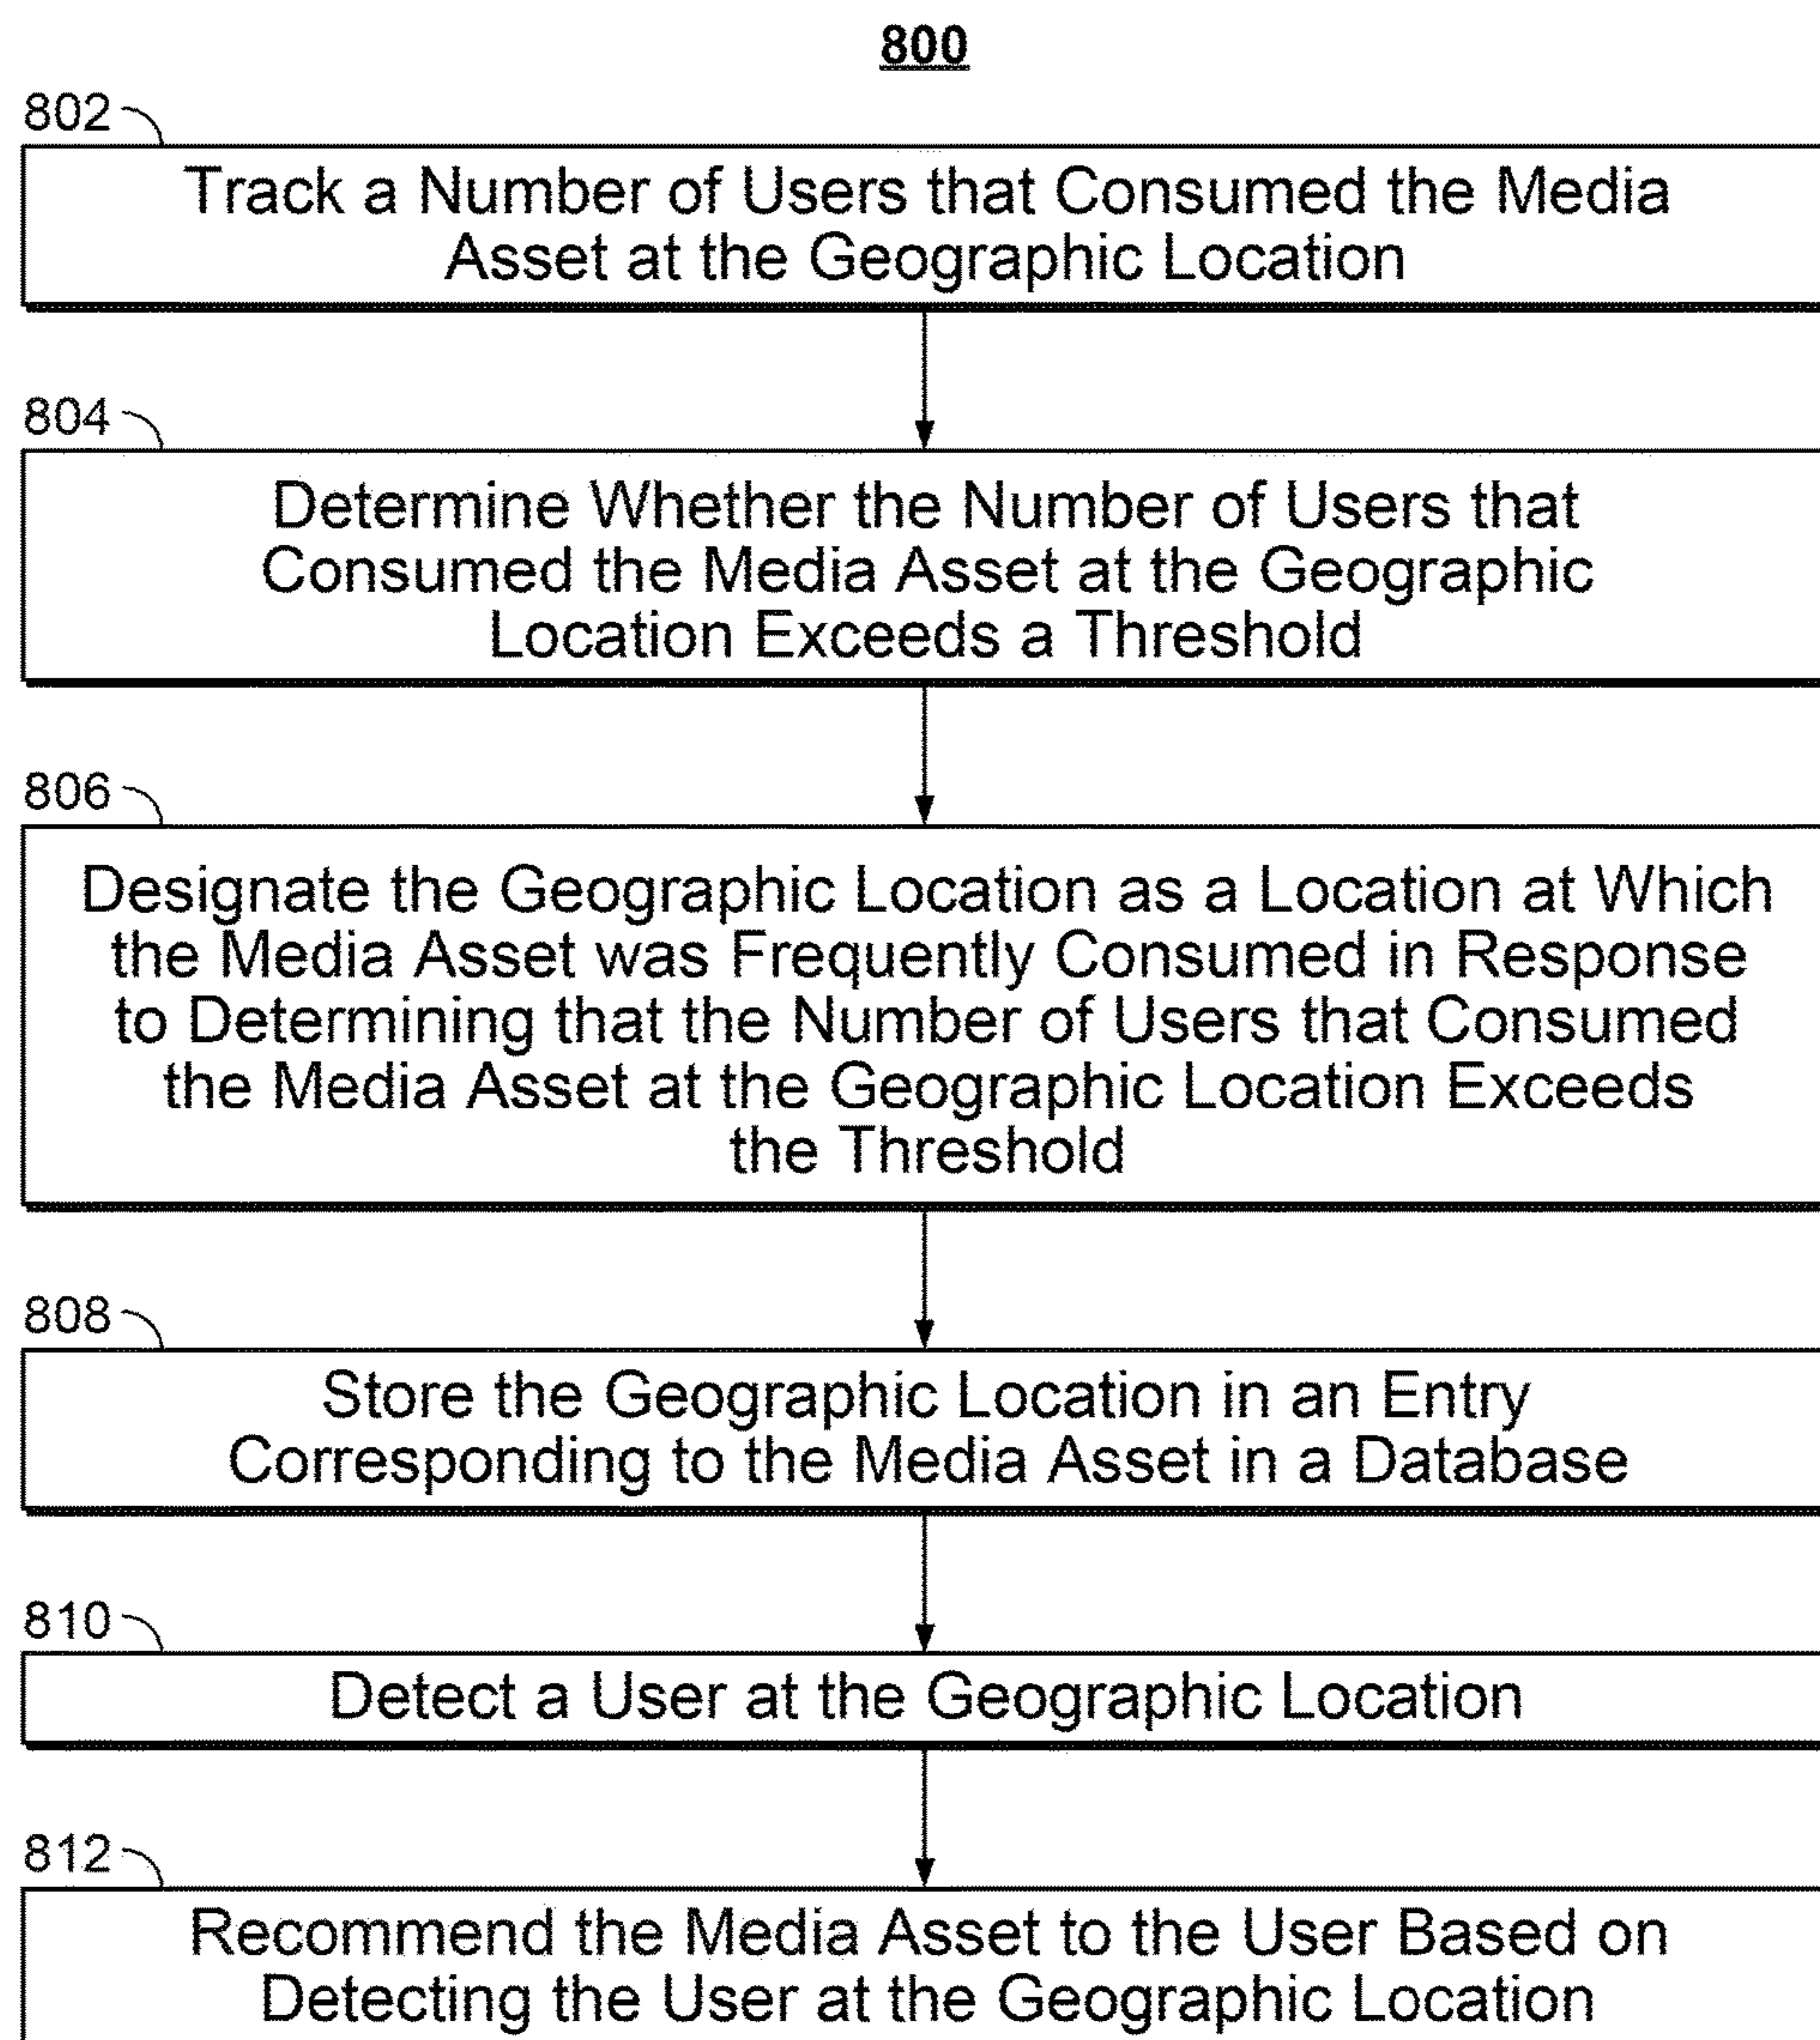 800
802
Track a Number of Users that Consumed the Media
Asset at the Geographic Location
804
Determine Whether the Number of Users that
Consumed the Media Asset at the Geographic
Location Exceeds a Threshold
806
Designate the Geographic Location as a Location at Which
the Media Asset was Frequently Consumed in Response
to Determining that the Number of Users that Consumed
the Media Asset at the Geographic Location Exceeds
the Threshold
808
Store the Geographic Location in an Entry
Corresponding to the Media Asset in a Database
810
Detect a User at the Geographic Location
812
Recommend the Media Asset to the User Based on
Detecting the User at the Geographic Location